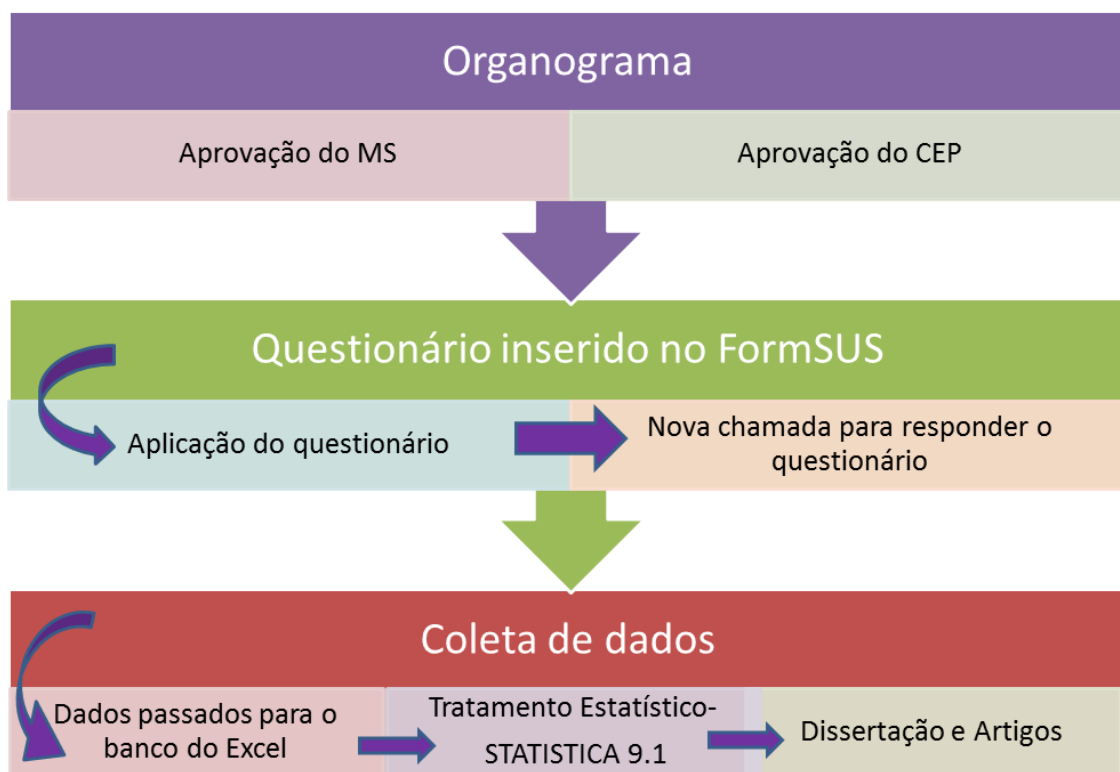 Organograma
Aprovação do MS
Aprovação do CEP
Questionário inserido no FormSUS
Aplicação do questionário
Nova chamada para responder o
questionário
Coleta de dados
Dados passados para o
banco do Excel
Tratamento Estatístico-
STATISTICA 9.1
Dissertação e Artigos